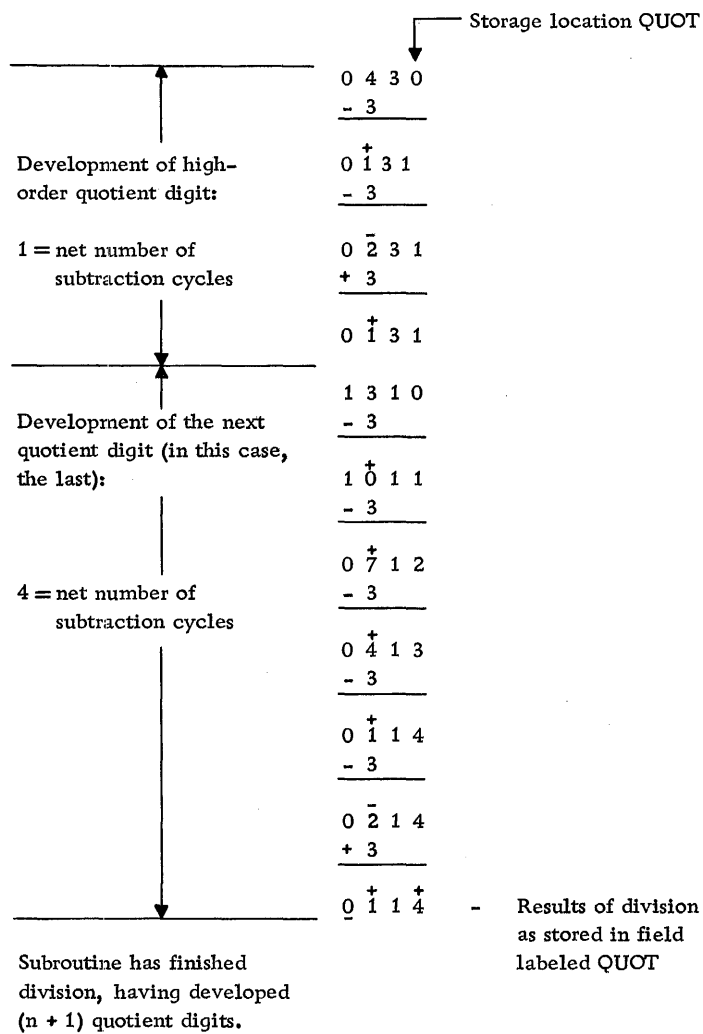 Storage location QUOT
0 4 3 0
- 3
+
Development of high-
0 1 3 1
order quotient digit:
- 3
-
1 = net number of
0 2 3 1
subtraction cycles
+ 3
+
0 1 3 1
1 3 1 0
Development of the next
- 3
quotient digit (in this case,
+
the last):
1 0 1 1
- 3
+
0 7 1 2
4 = net number of
- 3
subtraction cycles
+
0 4 1 3
- 3
+
0 1 1 4
- 3
-
0 2 1 4
+ 3
+ +
0 1 1 4 - Results of division
as stored in field
labeled QUOT
Subroutine has finished
division, having developed
(n + 1) quotient digits.